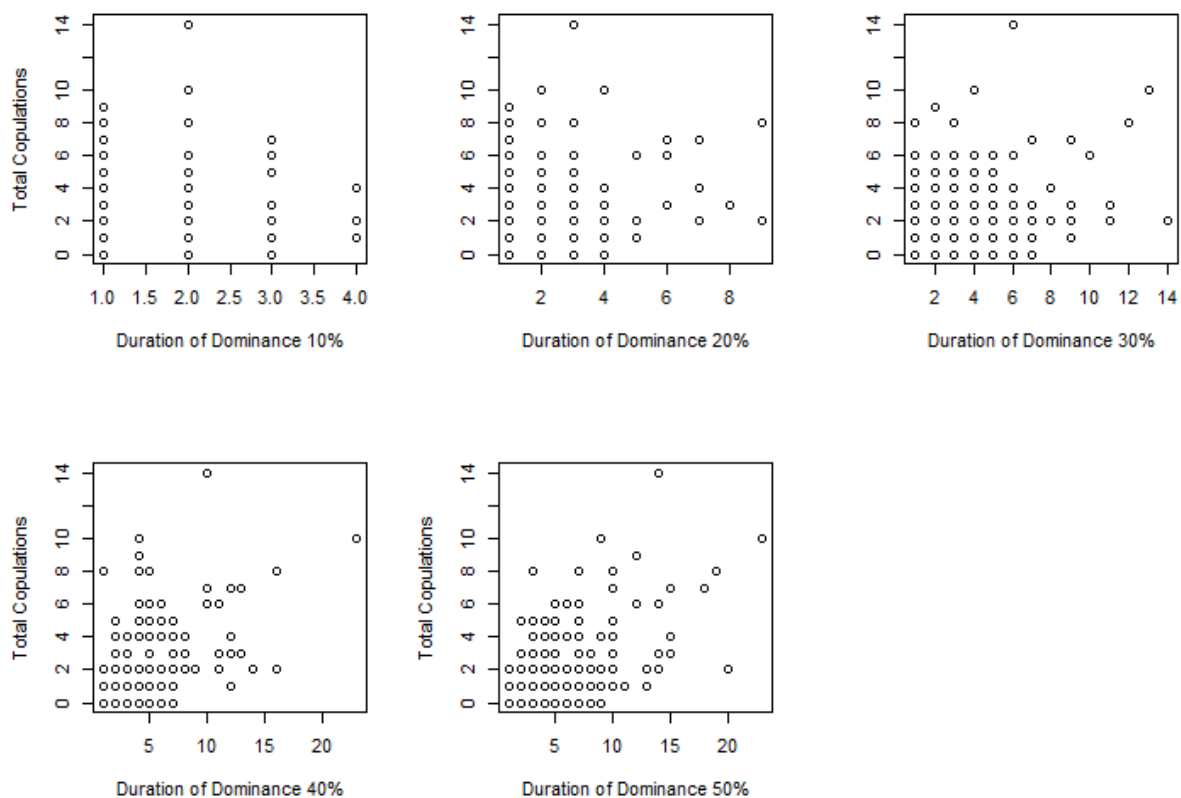 Total Copulations
0 2 4 6 8 10 14
1.0 1.5 2.0 2.5 3.0 3.5 4.0
Duration of Dominance 10%
0 2 4 6 8 10 14
2 4 6 8
Duration of Dominance 20%
0 2 4 6 8 10 14
2 4 6 8 10 12 14
Duration of Dominance 30%
Total Copulations
0 2 4 6 8 10 14
5 10 15 20
Duration of Dominance 40%
Total Copulations
0 2 4 6 8 10 14
5 10 15 20
Duration of Dominance 50%